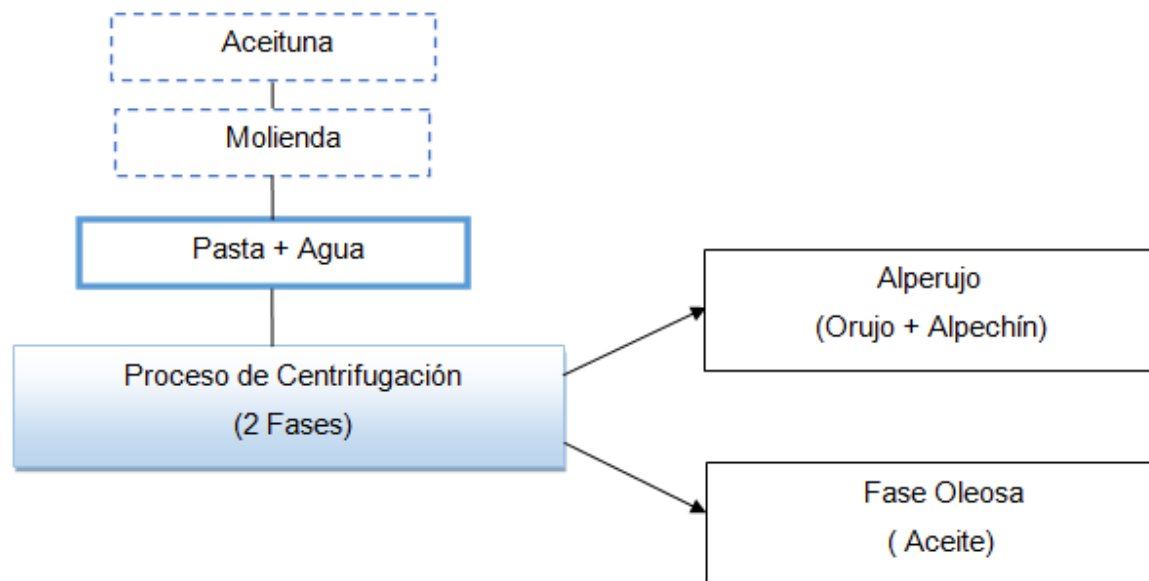 Aceituna
Molienda
Pasta + Agua
Proceso de Centrifugación
(2 Fases)
Alperujo
(Orujo + Alpechín)
Fase Oleosa
( Aceite)